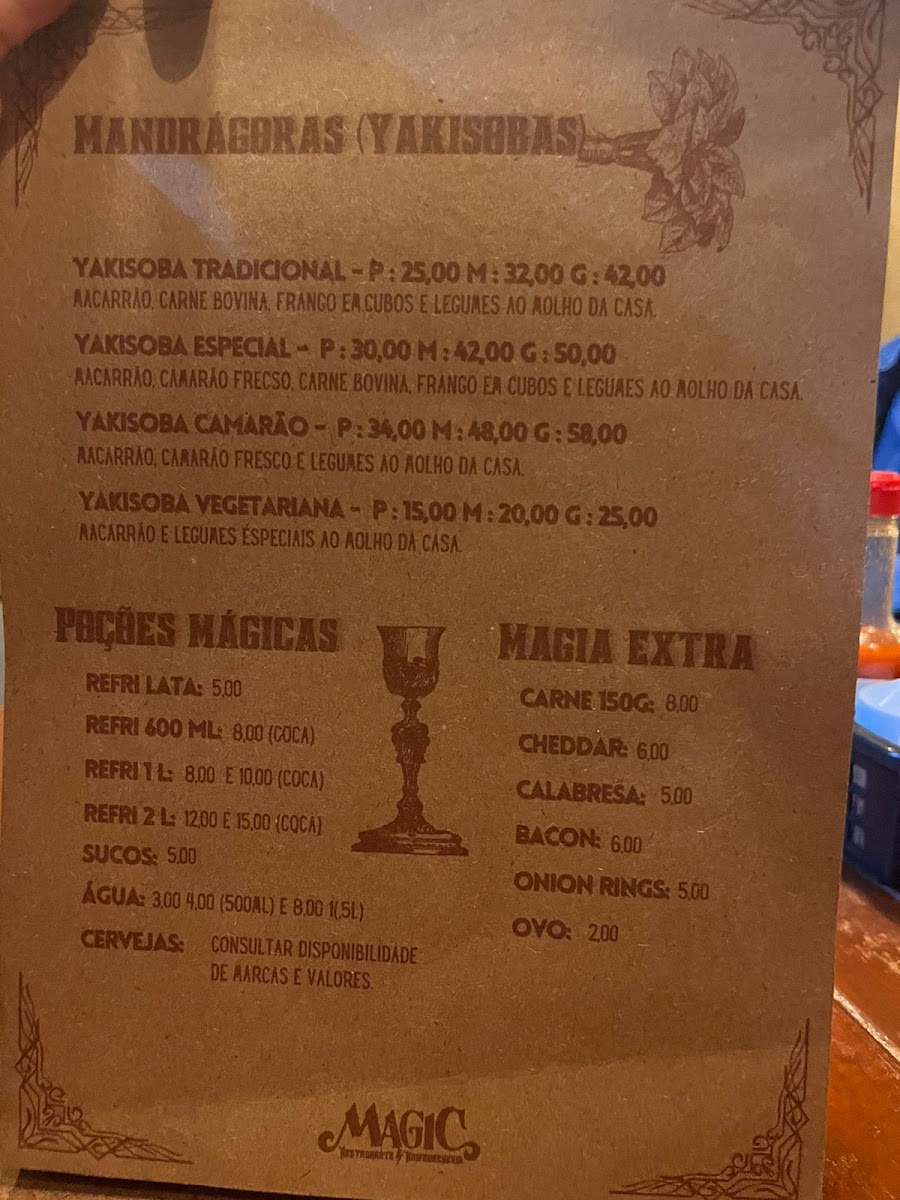 MANDRÁGORAS (YAKISOBAS)
YAKISOBA TRADICIONAL - P : 25,00 M : 32,00 G : 42,00
MACARRÃO, CARNE BOVINA, FRANGO EM CUBOS E LEGUMES AO MOLHO DA CASA.
YAKISOBA ESPECIAL - P : 30,00 M : 42,00 G : 50,00
MACARRÃO, CAMARÃO FRECSO, CARNE BOVINA, FRANGO EM CUBOS E LEGUMES AO MOLHO DA CASA.
YAKISOBA CAMARÃO - P : 34,00 M : 48,00 G : 58,00
MACARRÃO, CAMARÃO FRESCO E LEGUMES AO MOLHO DA CASA.
YAKISOBA VEGETARIANA - P : 15,00 M : 20,00 G : 25,00
MACARRÃO E LEGUMES ESPECIAIS AO MOLHO DA CASA.
POÇÕES MÁGICAS
REFRI LATA: 5,00
REFRI 600 ML: 8,00 (COCA)
REFRI 1 L: 8,00 E 10,00 (COCA)
REFRI 2 L: 12,00 E 15,00 (COCA)
SUCOS: 5,00
ÁGUA: 3,00 4,00 (500ML) E 8,00 1(,5L)
CERVEJAS: CONSULTAR DISPONIBILIDADE
DE MARCAS E VALORES.
MAGIA EXTRA
CARNE 150G: 8,00
CHEDDAR: 6,00
CALABRESA: 5,00
BACON: 6,00
ONION RINGS: 5,00
OVO: 2,00
MAGIC
RESTAURANTE & HAMBURGUERIA